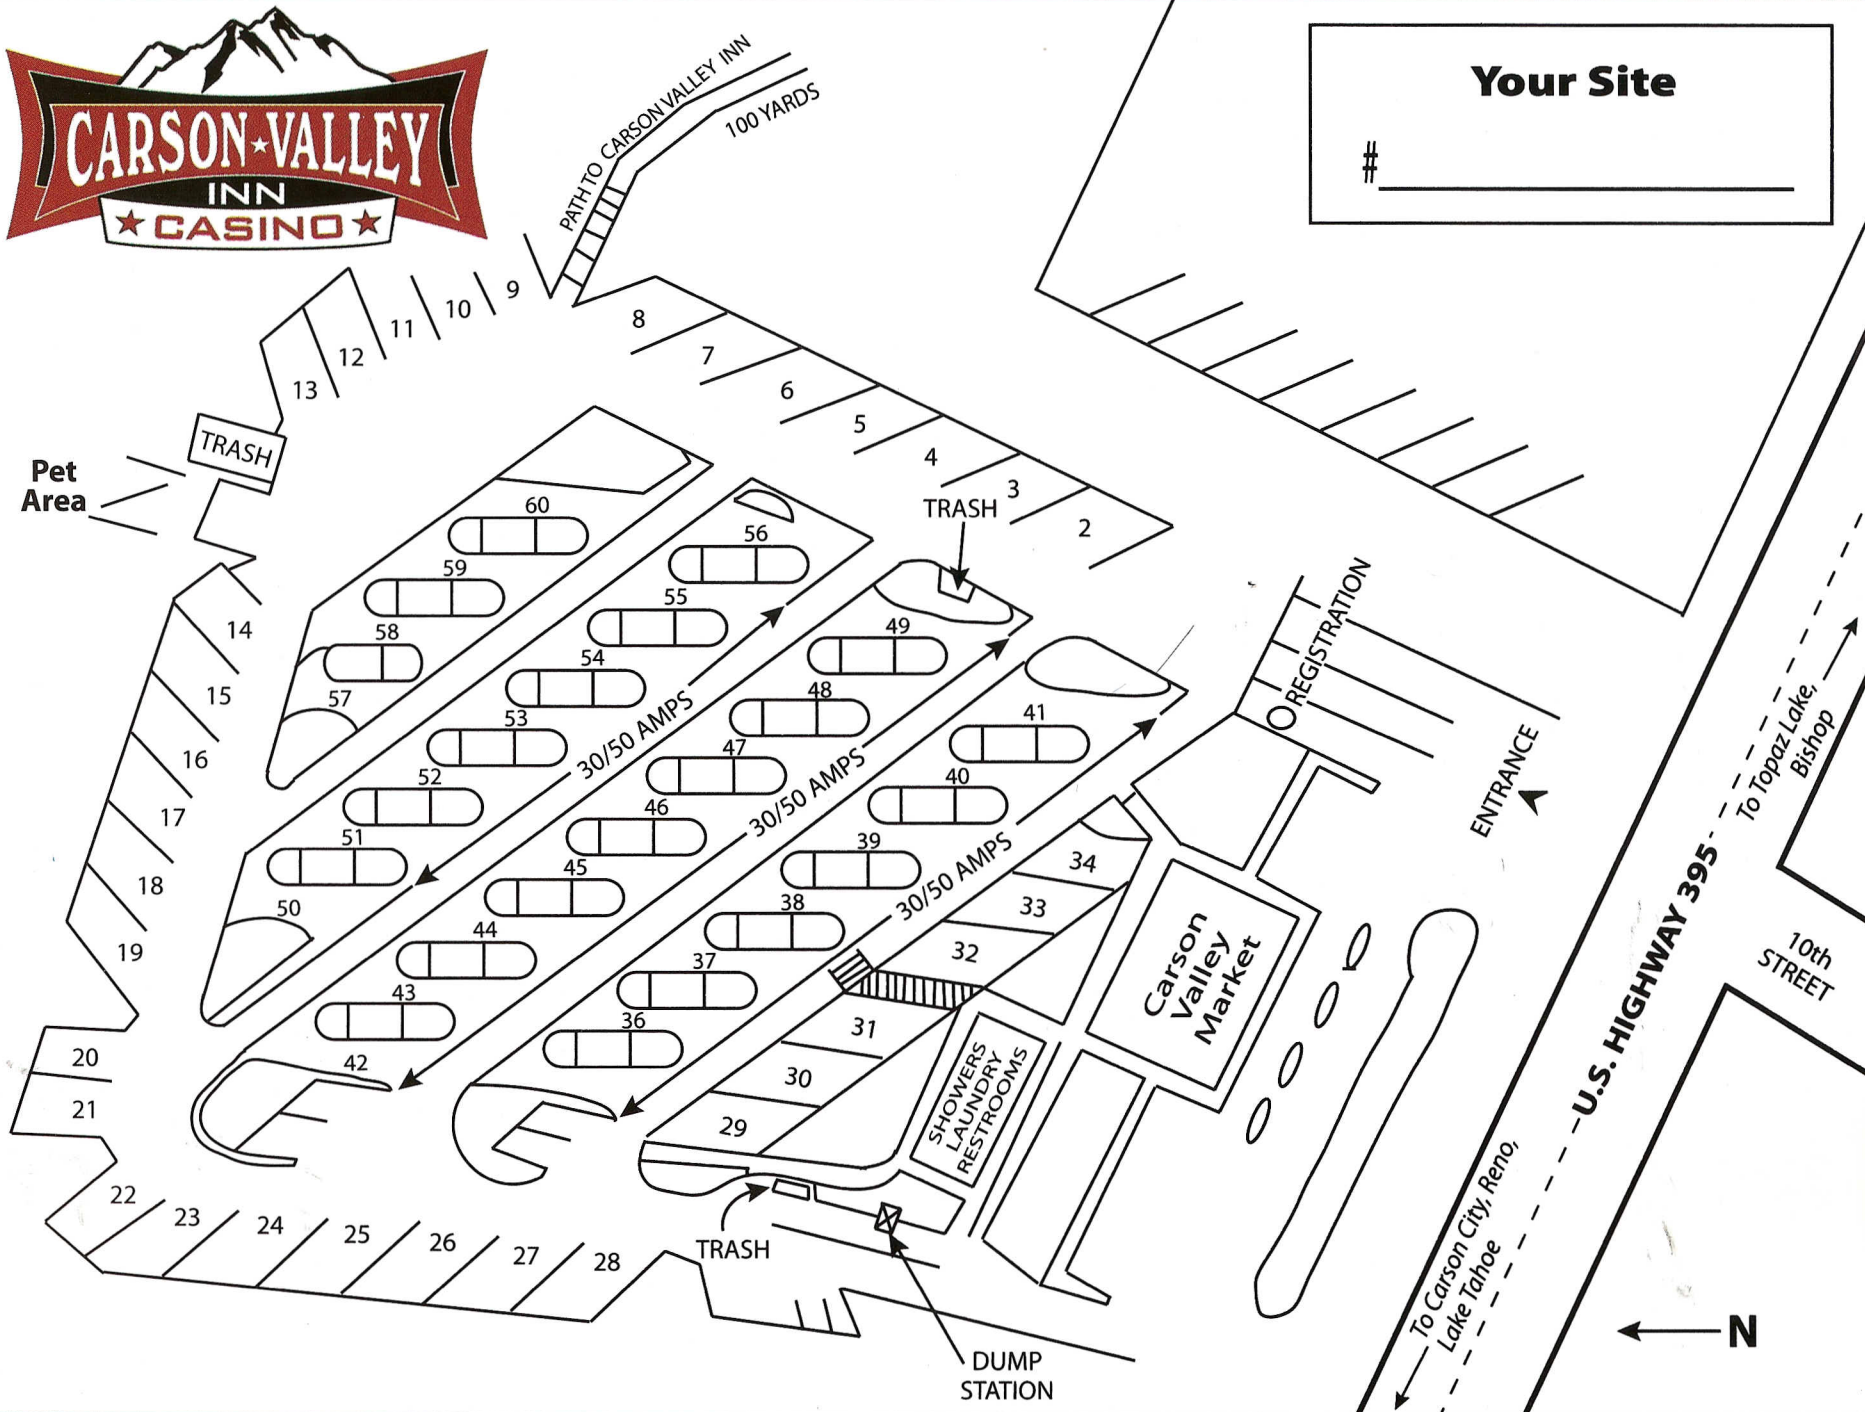 CARSON★VALLEY
INN
★ CASINO ★
PATH TO CARSON VALLEY INN
100 YARDS
Your Site
#
9
10
11
12
13
8
7
6
5
4
3
2
TRASH
Pet
Area
TRASH
60
59
58
57
56
55
54
53
52
51
50
30/50 AMPS
49
48
47
46
45
44
43
42
30/50 AMPS
41
40
39
38
37
36
30/50 AMPS
34
33
32
31
30
29
14
15
16
17
18
19
20
21
22
23
24
25
26
27
28
REGISTRATION
ENTRANCE
Carson
Valley
Market
SHOWERS
LAUNDRY
RESTROOMS
TRASH
DUMP
STATION
To Topaz Lake,
Bishop
U.S. HIGHWAY 395
10th
STREET
To Carson City, Reno,
Lake Tahoe
N